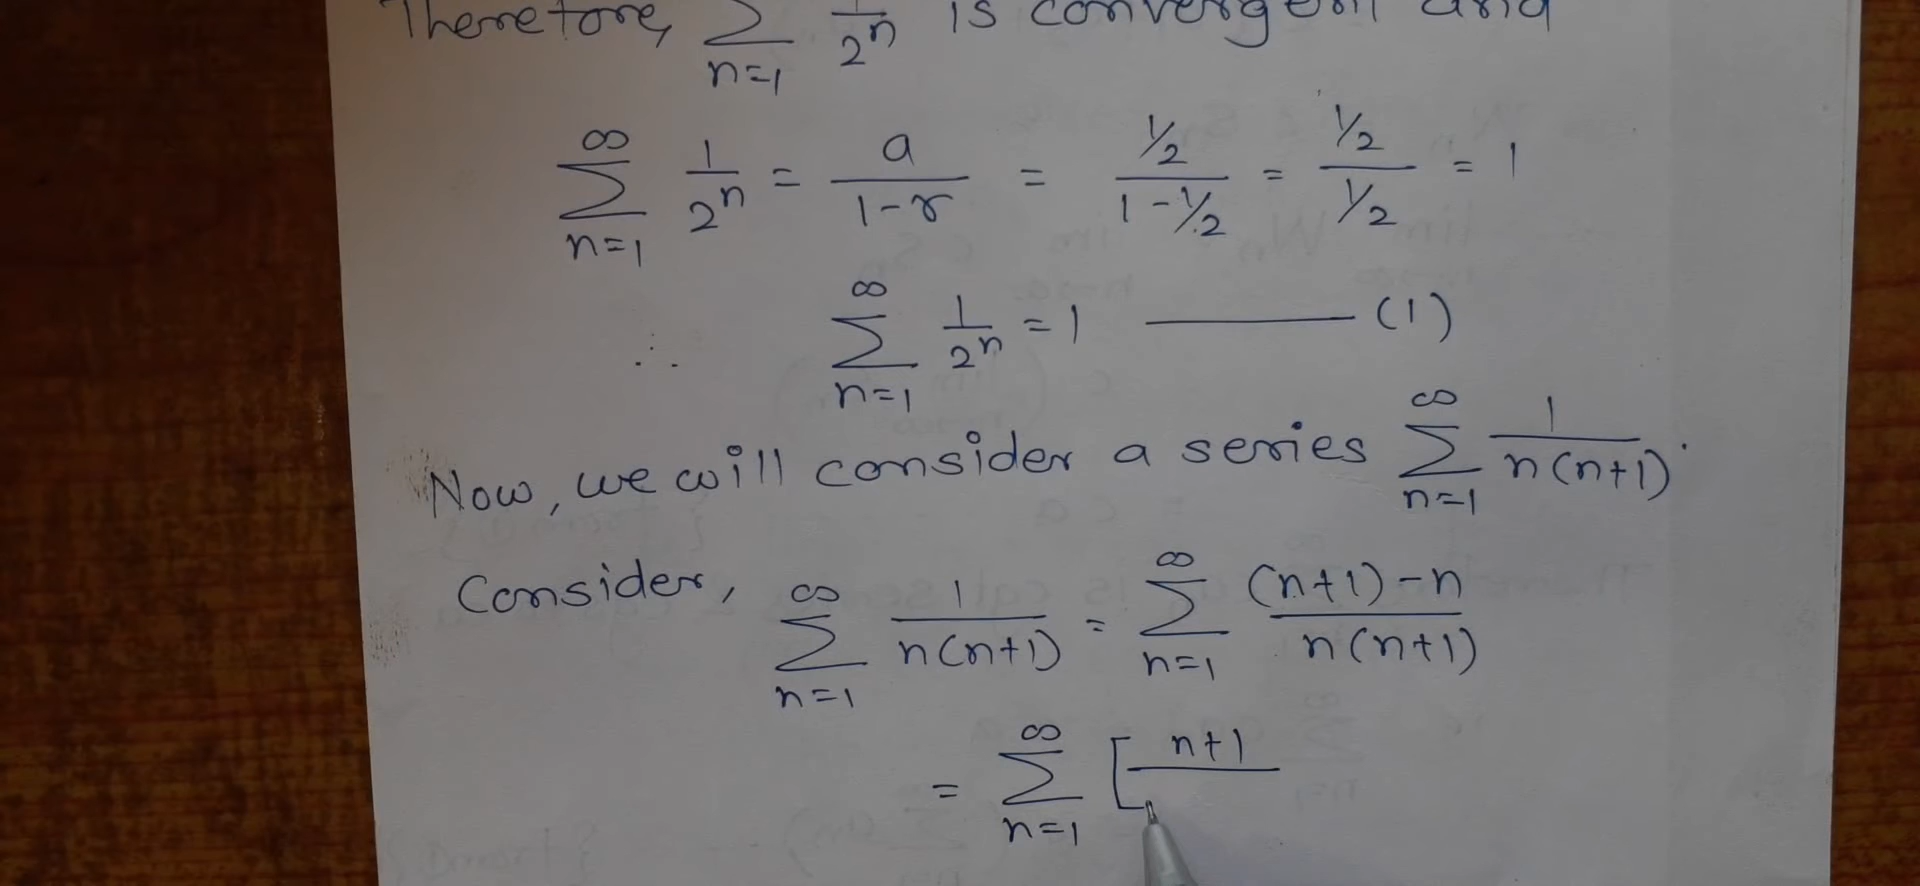 Therefore, ∑ n=1 1/2^n is convergent and
∞ ∑ n=1 1/2^n = a/(1-r) = (1/2)/(1-1/2) = (1/2)/(1/2) = 1
∴ ∞ ∑ n=1 1/2^n = 1 ——— (1)
Now, we will consider a series ∞ ∑ n=1 1/n(n+1).
Consider, ∞ ∑ n=1 1/n(n+1) = ∞ ∑ n=1 (n+1)-n/n(n+1)
= ∞ ∑ n=1 [ n+1